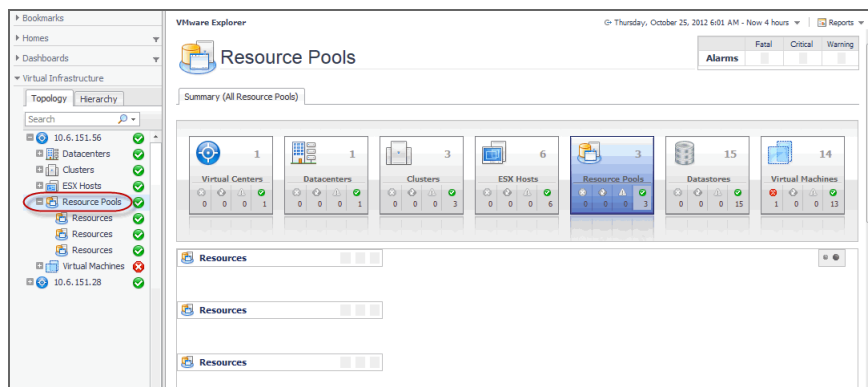 Bookmarks
Homes
Dashboards
Virtual Infrastructure
Topology Hierarchy
Search
10.6.151.56
Datacenters
Clusters
ESX Hosts
Resource Pools
Resources
Resources
Resources
Virtual Machines
10.6.151.28
VMware Explorer
Thursday, October 25, 2012 6:01 AM - Now 4 hours
Reports
Resource Pools
Fatal Critical Warning
Alarms
Summary (All Resource Pools)
1 1 3 6 3 15 14
Virtual Centers Datacenters Clusters ESX Hosts Resource Pools Datastores Virtual Machines
0 0 0 1 0 0 0 1 0 0 0 3 0 0 0 6 0 0 0 3 0 0 0 15 1 0 0 13
Resources
Resources
Resources